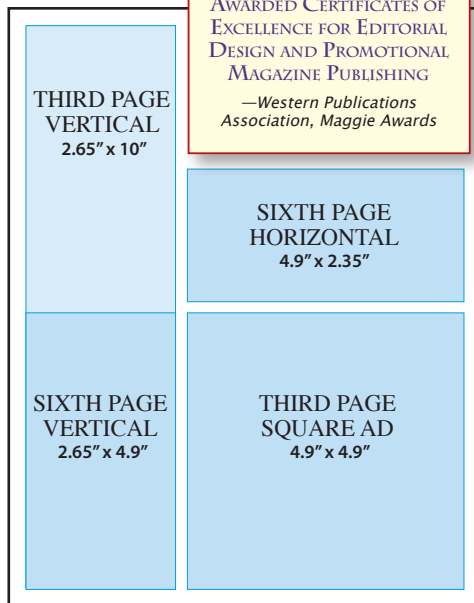 AWARDED CERTIFICATES OF
EXCELLENCE FOR EDITORIAL
DESIGN AND PROMOTIONAL
MAGAZINE PUBLISHING
—Western Publications
Association, Maggie Awards
THIRD PAGE
VERTICAL
2.65" x 10"
SIXTH PAGE
HORIZONTAL
4.9" x 2.35"
SIXTH PAGE
VERTICAL
2.65" x 4.9"
THIRD PAGE
SQUARE AD
4.9" x 4.9"